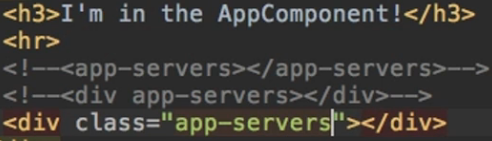 <h3>I'm in the AppComponent!</h3>
<hr>
<!--<app-servers></app-servers>-->
<!--<div app-servers></div>-->
<div class="app-servers"></div>